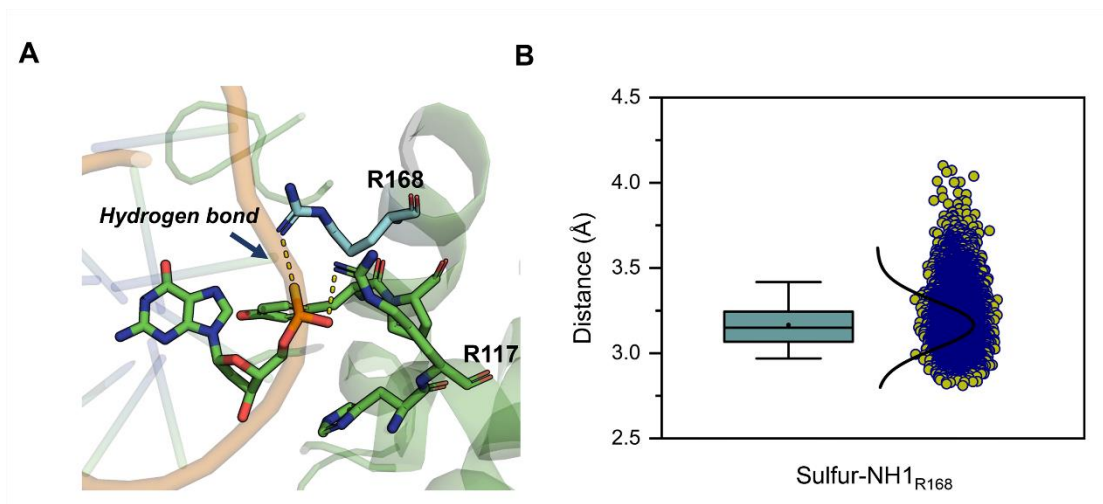 A
B
R168
Hydrogen bond
R117
4.5
4.0
3.5
3.0
2.5
Distance (Å)
Sulfur-NH1R168